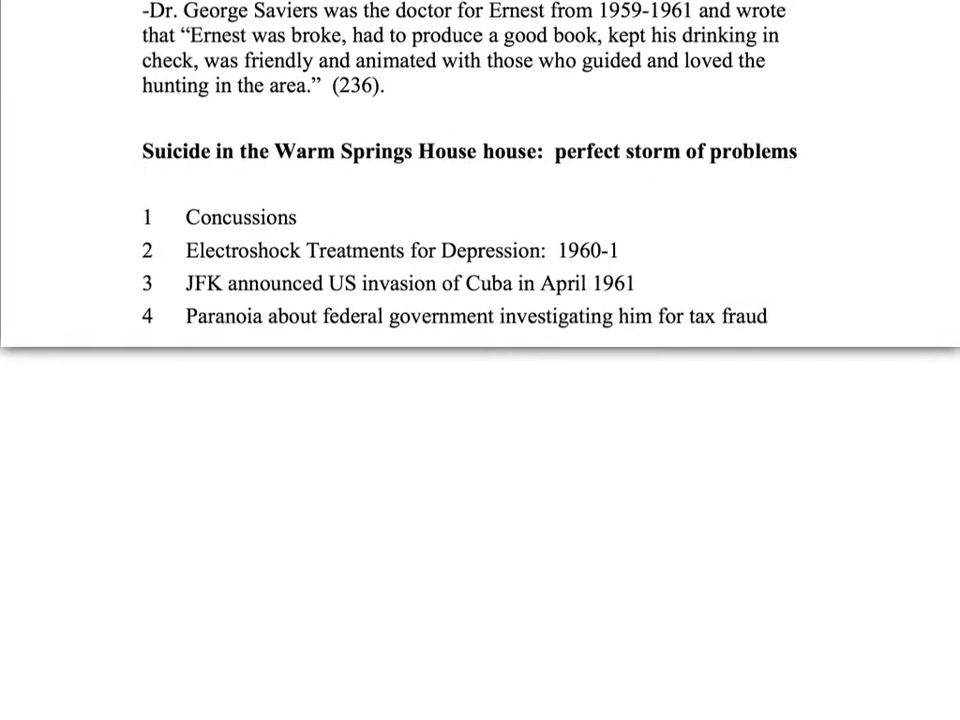 -Dr. George Saviers was the doctor for Ernest from 1959-1961 and wrote
that “Ernest was broke, had to produce a good book, kept his drinking in
check, was friendly and animated with those who guided and loved the
hunting in the area.”  (236).
Suicide in the Warm Springs House house:  perfect storm of problems
1 Concussions
2 Electroshock Treatments for Depression:  1960-1
3 JFK announced US invasion of Cuba in April 1961
4 Paranoia about federal government investigating him for tax fraud